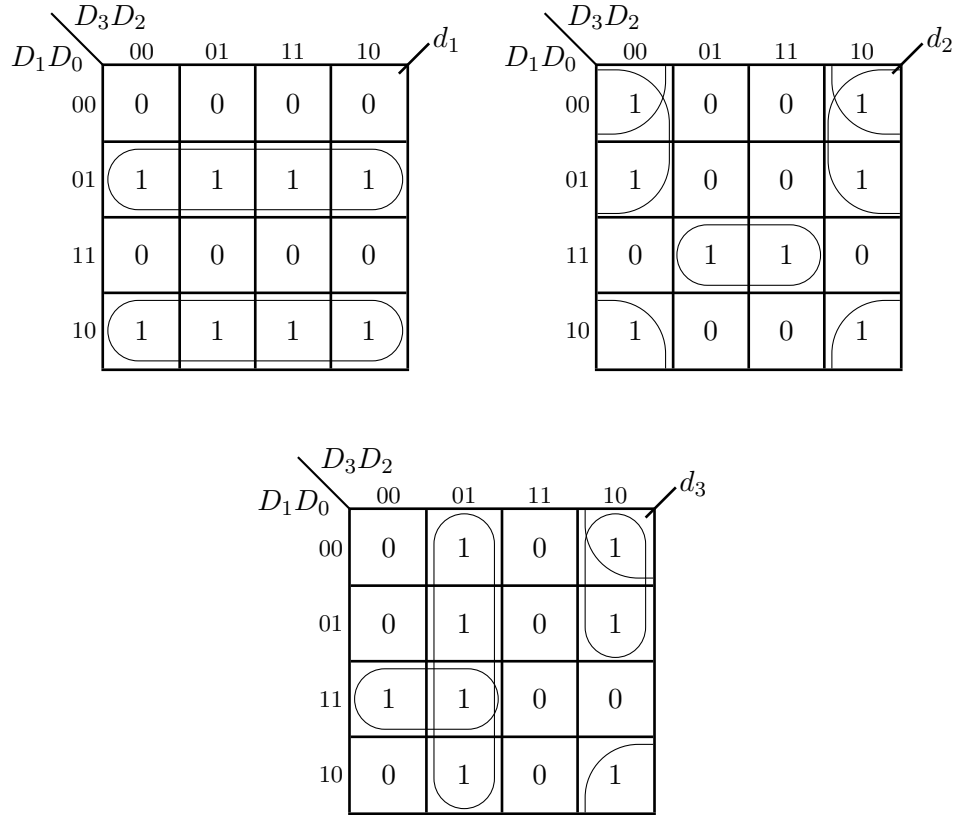 D₃D₂ D₃D₂
d₁ d₂
D₁D₀ 00 01 11 10 D₁D₀ 00 01 11 10
00 0 0 0 0 00 1 0 0 1
01 1 1 1 1 01 1 0 0 1
11 0 0 0 0 11 0 1 1 0
10 1 1 1 1 10 1 0 0 1
D₃D₂
d₃
D₁D₀ 00 01 11 10
00 0 1 0 1
01 0 1 0 1
11 1 1 0 0
10 0 1 0 1